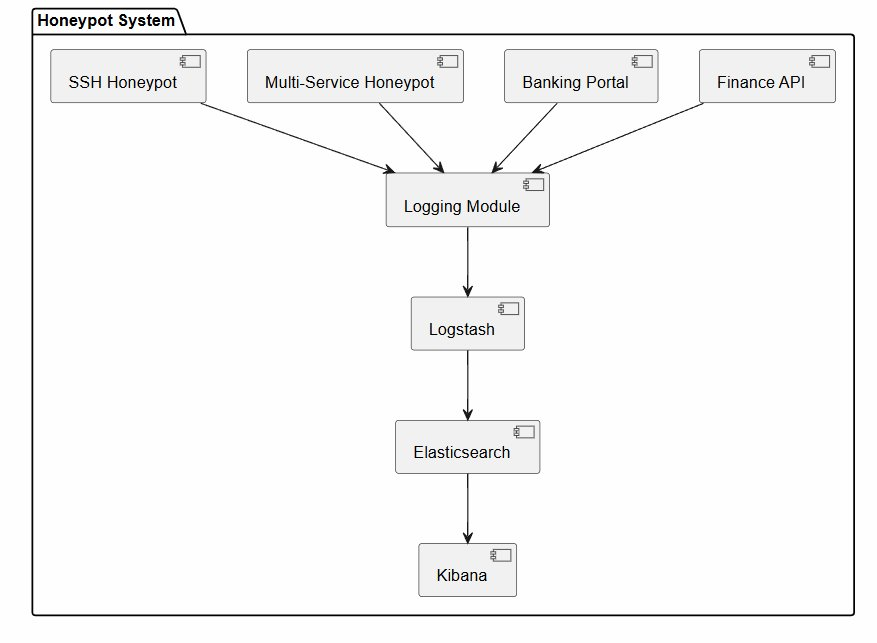 Honeypot System
SSH Honeypot
Multi-Service Honeypot
Banking Portal
Finance API
Logging Module
Logstash
Elasticsearch
Kibana